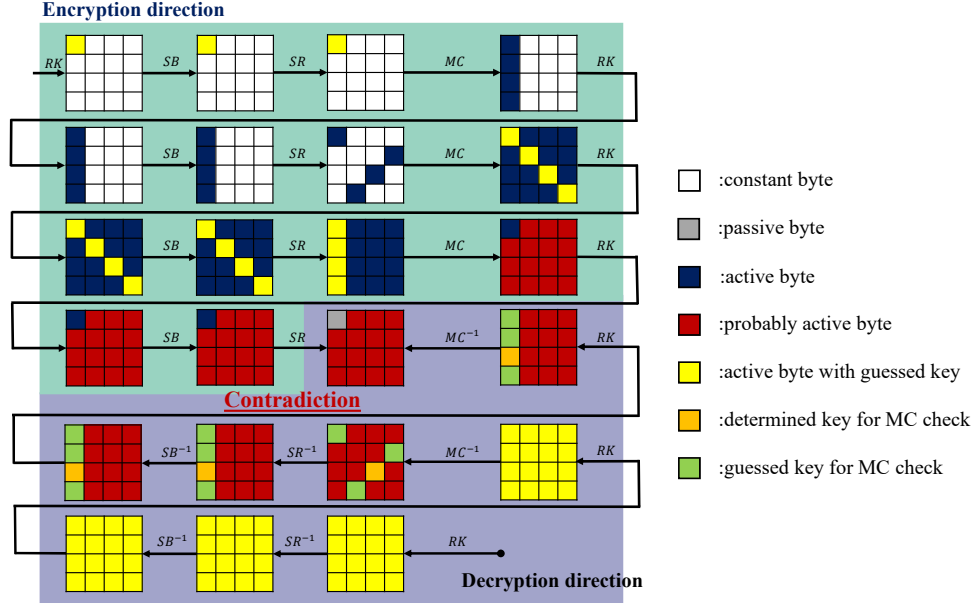 Encryption direction
RK SB SR MC RK
SB SR MC RK
:constant byte
:passive byte
SB SR MC RK
:active byte
:probably active byte
SB SR MC⁻¹ RK
:active byte with guessed key
Contradiction
:determined key for MC check
SB⁻¹ SR⁻¹ MC⁻¹ RK
:guessed key for MC check
SB⁻¹ SR⁻¹ RK
Decryption direction